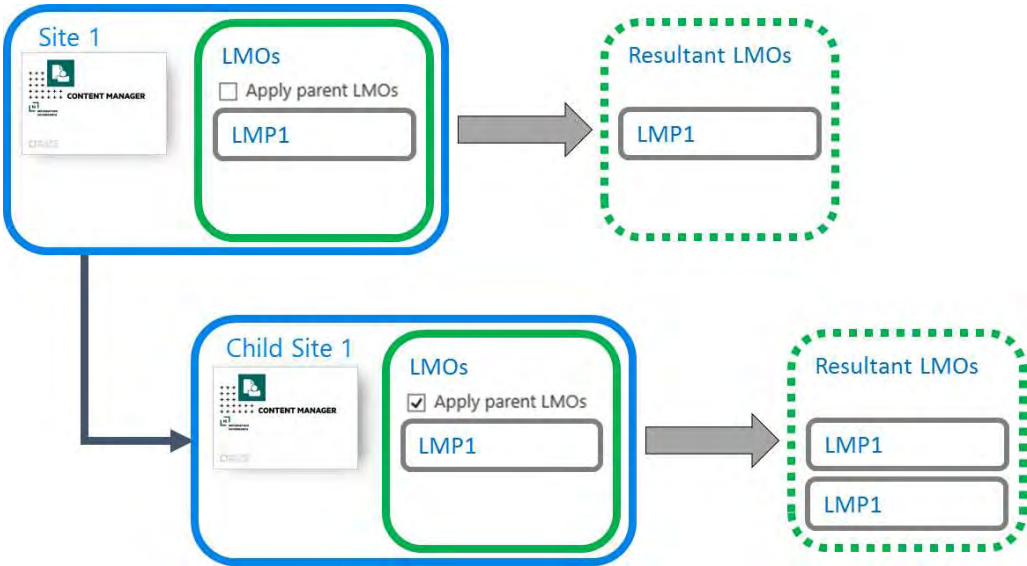 Site 1
CONTENT MANAGER
LMOs
Apply parent LMOs
LMP1
Resultant LMOs
LMP1
Child Site 1
CONTENT MANAGER
LMOs
Apply parent LMOs
LMP1
Resultant LMOs
LMP1
LMP1